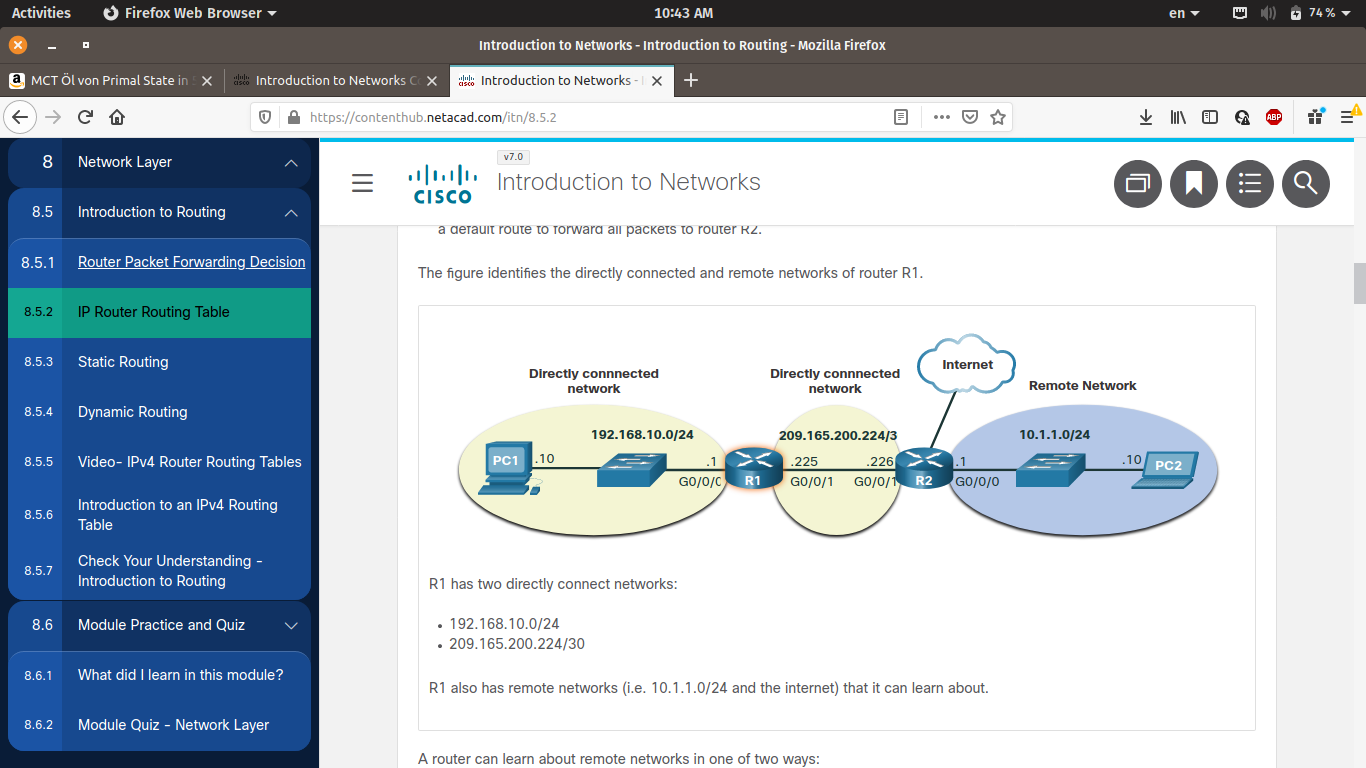 Activities Firefox Web Browser 10:43 AM en 74 %
Introduction to Networks - Introduction to Routing - Mozilla Firefox
MCT Öl von Primal State in Introduction to Networks Introduction to Networks -
https://contenthub.netacad.com/itn/8.5.2 ABP
8 Network Layer
8.5 Introduction to Routing
8.5.1 Router Packet Forwarding Decision
8.5.2 IP Router Routing Table
8.5.3 Static Routing
8.5.4 Dynamic Routing
8.5.5 Video- IPv4 Router Routing Tables
8.5.6 Introduction to an IPv4 Routing
Table
8.5.7 Check Your Understanding -
Introduction to Routing
8.6 Module Practice and Quiz
8.6.1 What did I learn in this module?
8.6.2 Module Quiz - Network Layer
v7.0
CISCO Introduction to Networks
a default route to forward all packets to router R2.
The figure identifies the directly connected and remote networks of router R1.
Internet
Directly connnected
network
Directly connnected
network
Remote Network
192.168.10.0/24 209.165.200.224/3 10.1.1.0/24
PC1 .10 .1 .225 .226 .1 .10 PC2
G0/0/0 R1 G0/0/1 G0/0/1 R2 G0/0/0
R1 has two directly connect networks:
• 192.168.10.0/24
• 209.165.200.224/30
R1 also has remote networks (i.e. 10.1.1.0/24 and the internet) that it can learn about.
A router can learn about remote networks in one of two ways: